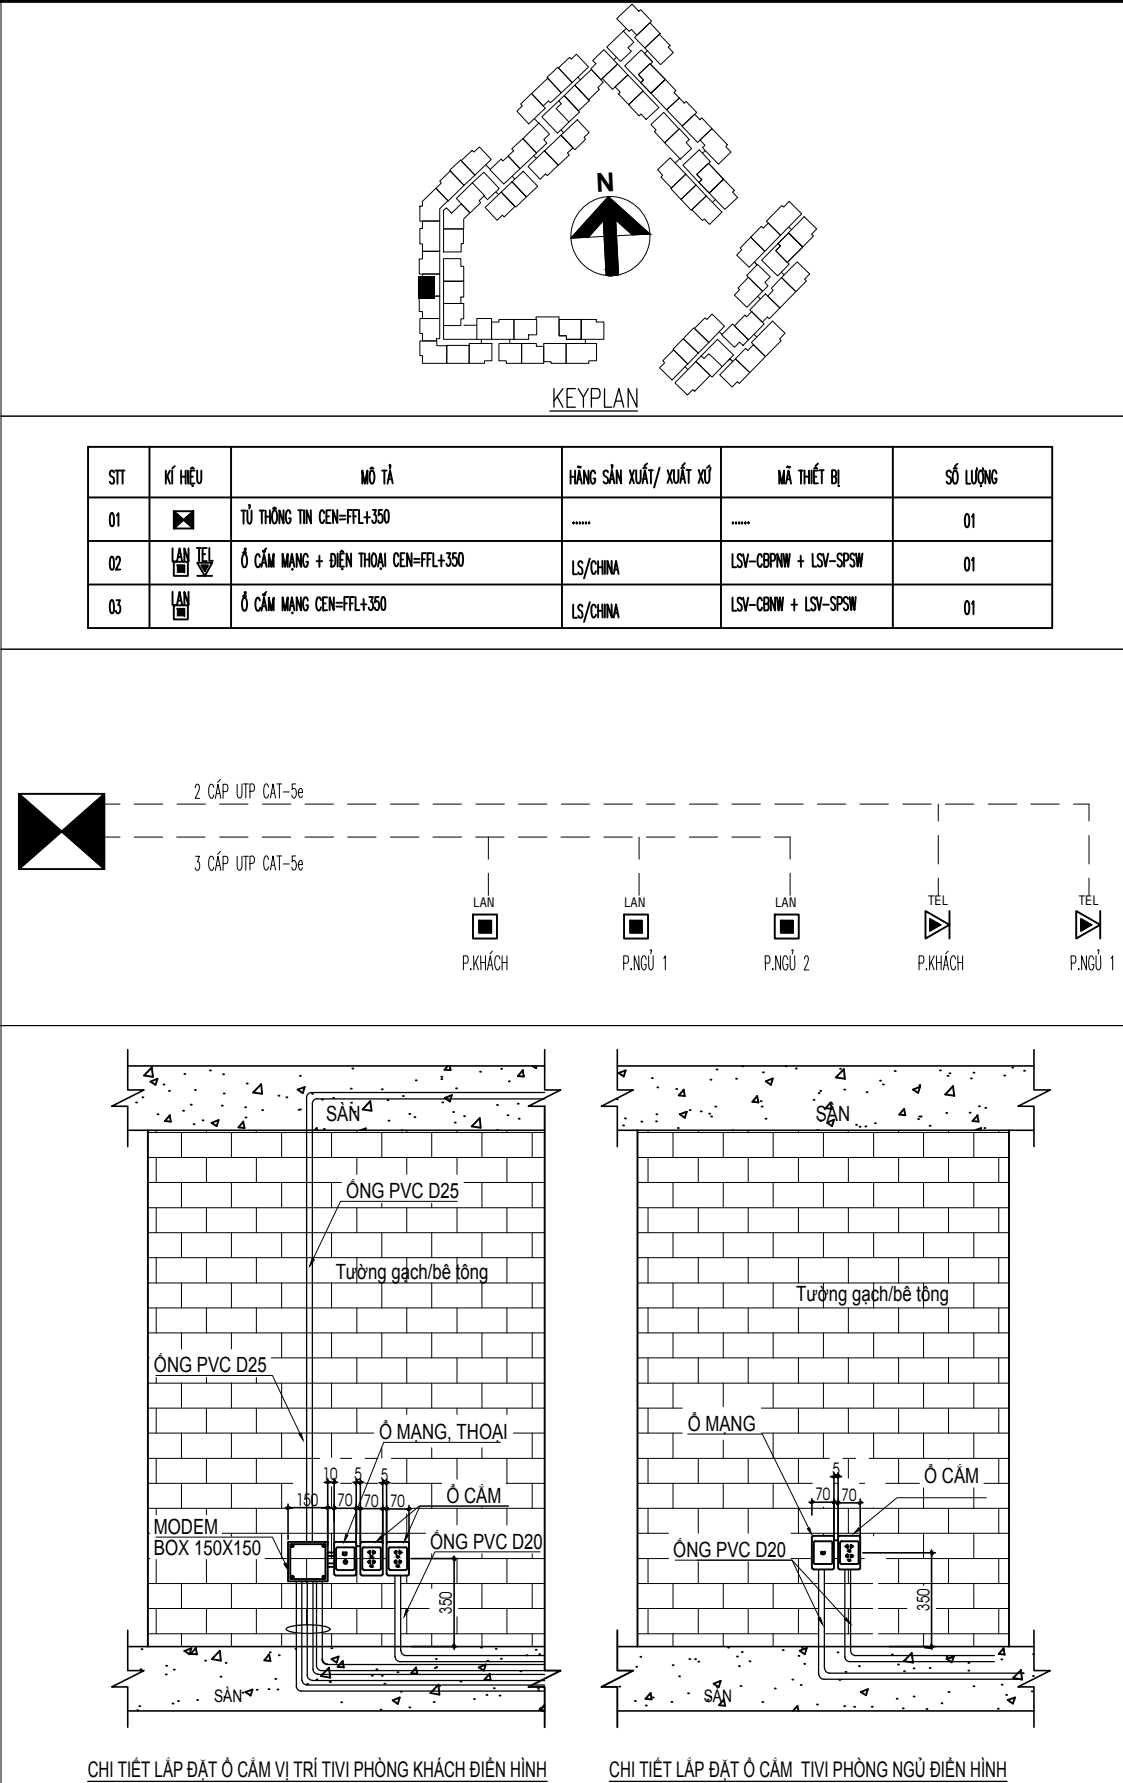 N
KEYPLAN
STT KÍ HIỆU MÔ TẢ HÃNG SẢN XUẤT/ XUẤT XỨ MÃ THIẾT BỊ SỐ LƯỢNG
01 TỦ THÔNG TIN CEN=FFL+350 ...... ...... 01
02 LAN TEL Ổ CẮM MẠNG + ĐIỆN THOẠI CEN=FFL+350 LS/CHINA LSV-CBPNW + LSV-SPSW 01
03 LAN Ổ CẮM MẠNG CEN=FFL+350 LS/CHINA LSV-CBNW + LSV-SPSW 01
2 CÁP UTP CAT-5e
3 CÁP UTP CAT-5e
LAN LAN LAN TEL TEL
P.KHÁCH P.NGỦ 1 P.NGỦ 2 P.KHÁCH P.NGỦ 1
SÀN
ỐNG PVC D25
Tường gạch/bê tông
ỐNG PVC D25
Ổ MẠNG, THOẠI
10 5 5
150 70 70 70
Ổ CẮM
MODEM
BOX 150X150
ỐNG PVC D20
350
SÀN
CHI TIẾT LẮP ĐẶT Ổ CẮM VỊ TRÍ TIVI PHÒNG KHÁCH ĐIỂN HÌNH
SÀN
Tường gạch/bê tông
Ổ MẠNG
5
70 70
Ổ CẮM
ỐNG PVC D20
350
SÀN
CHI TIẾT LẮP ĐẶT Ổ CẮM TIVI PHÒNG NGỦ ĐIỂN HÌNH